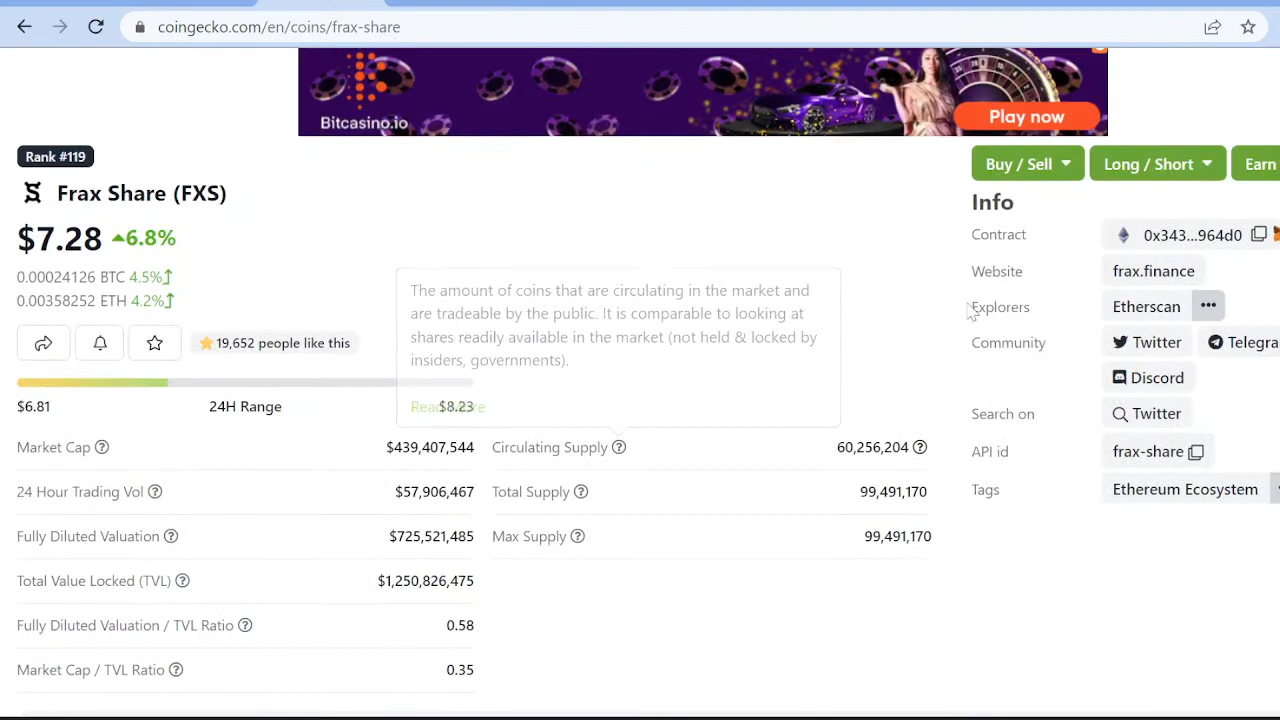 coingecko.com/en/coins/frax-share
Bitcasino.io
Play now
Rank #119
Frax Share (FXS)
$7.28 6.8%
0.00024126 BTC 4.5%
0.00358252 ETH 4.2%
19,652 people like this
$6.81 24H Range $8.23
Market Cap $439,407,544
24 Hour Trading Vol $57,906,467
Fully Diluted Valuation $725,521,485
Total Value Locked (TVL) $1,250,826,475
Fully Diluted Valuation / TVL Ratio 0.58
Market Cap / TVL Ratio 0.35
The amount of coins that are circulating in the market and
are tradeable by the public. It is comparable to looking at
shares readily available in the market (not held & locked by
insiders, governments).
Read More
Circulating Supply 60,256,204
Total Supply 99,491,170
Max Supply 99,491,170
Buy / Sell Long / Short Earn
Info
Contract 0x343...964d0
Website frax.finance
Explorers Etherscan
Community Twitter Telegra
Discord
Search on Twitter
API id frax-share
Tags Ethereum Ecosystem